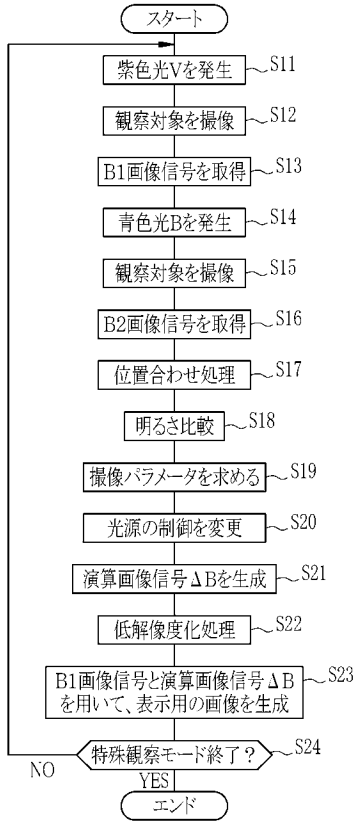 スタート
紫色光Vを発生 S11
観察対象を撮像 S12
B1画像信号を取得 S13
青色光Bを発生 S14
観察対象を撮像 S15
B2画像信号を取得 S16
位置合わせ処理 S17
明るさ比較 S18
撮像パラメータを求める S19
光源の制御を変更 S20
演算画像信号ΔBを生成 S21
低解像度化処理 S22
B1画像信号と演算画像信号ΔB S23
を用いて、表示用の画像を生成
特殊観察モード終了? S24
NO
YES
エンド